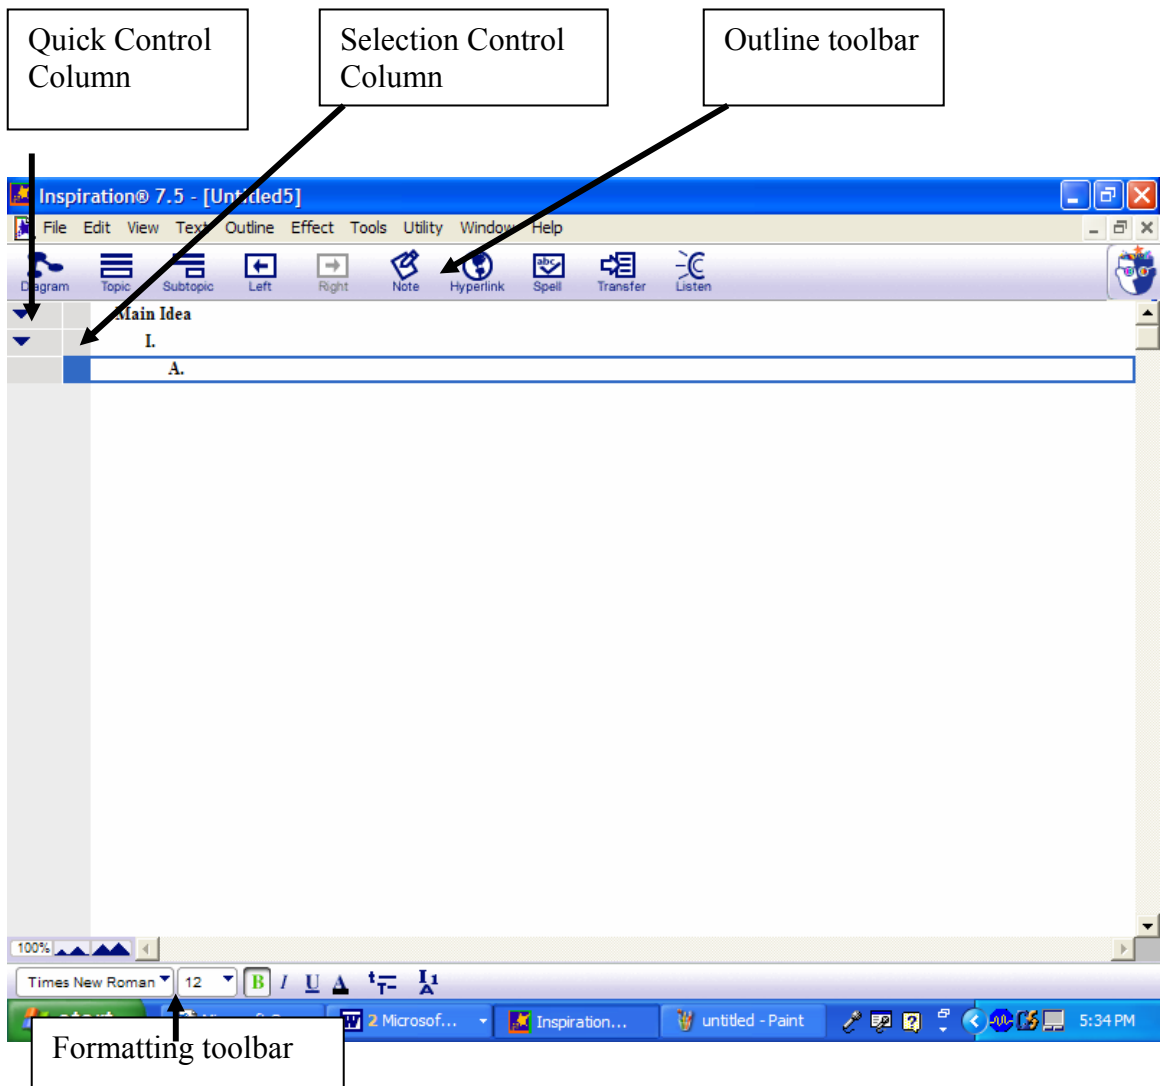 Quick Control
Column
Selection Control
Column
Outline toolbar
Inspiration® 7.5 - [Untitled5]
File Edit View Text Outline Effect Tools Utility Window Help
Diagram Topic Subtopic Left Right Note Hyperlink Spell Transfer Listen
Main Idea
I.
A.
100%
Times New Roman 12 B I U A
2 Microsof... Inspiration... untitled - Paint 5:34 PM
Formatting toolbar